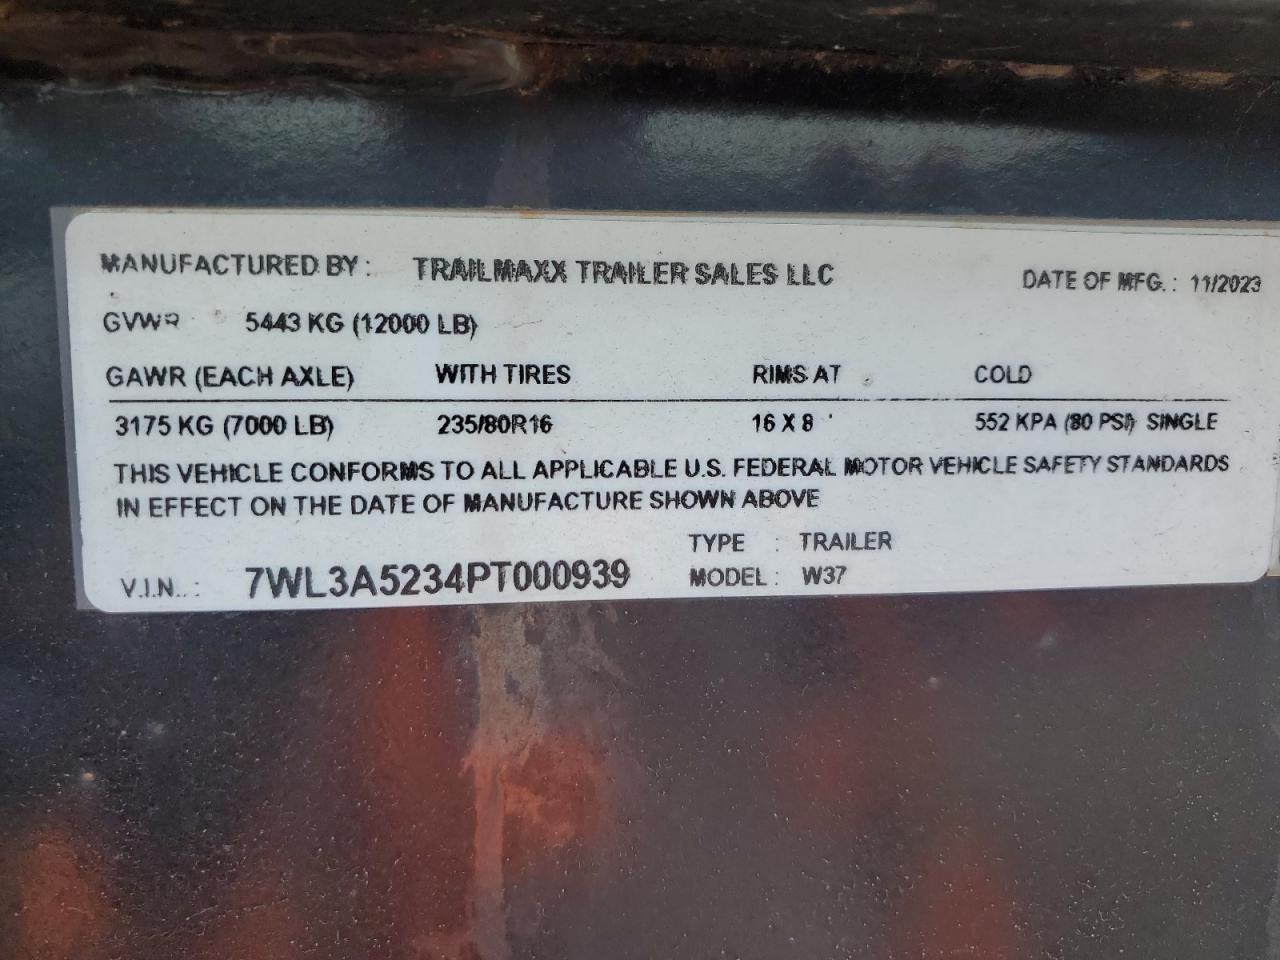 MANUFACTURED BY : TRAILMAXX TRAILER SALES LLC DATE OF MFG. : 11/2023
GVWR : 5443 KG (12000 LB)
GAWR (EACH AXLE) WITH TIRES RIMS AT COLD
3175 KG (7000 LB) 235/80R16 16 X 8 552 KPA (80 PSI) SINGLE
THIS VEHICLE CONFORMS TO ALL APPLICABLE U.S. FEDERAL MOTOR VEHICLE SAFETY STANDARDS
IN EFFECT ON THE DATE OF MANUFACTURE SHOWN ABOVE
TYPE : TRAILER
V.I.N.. : 7WL3A5234PT000939 MODEL : W37